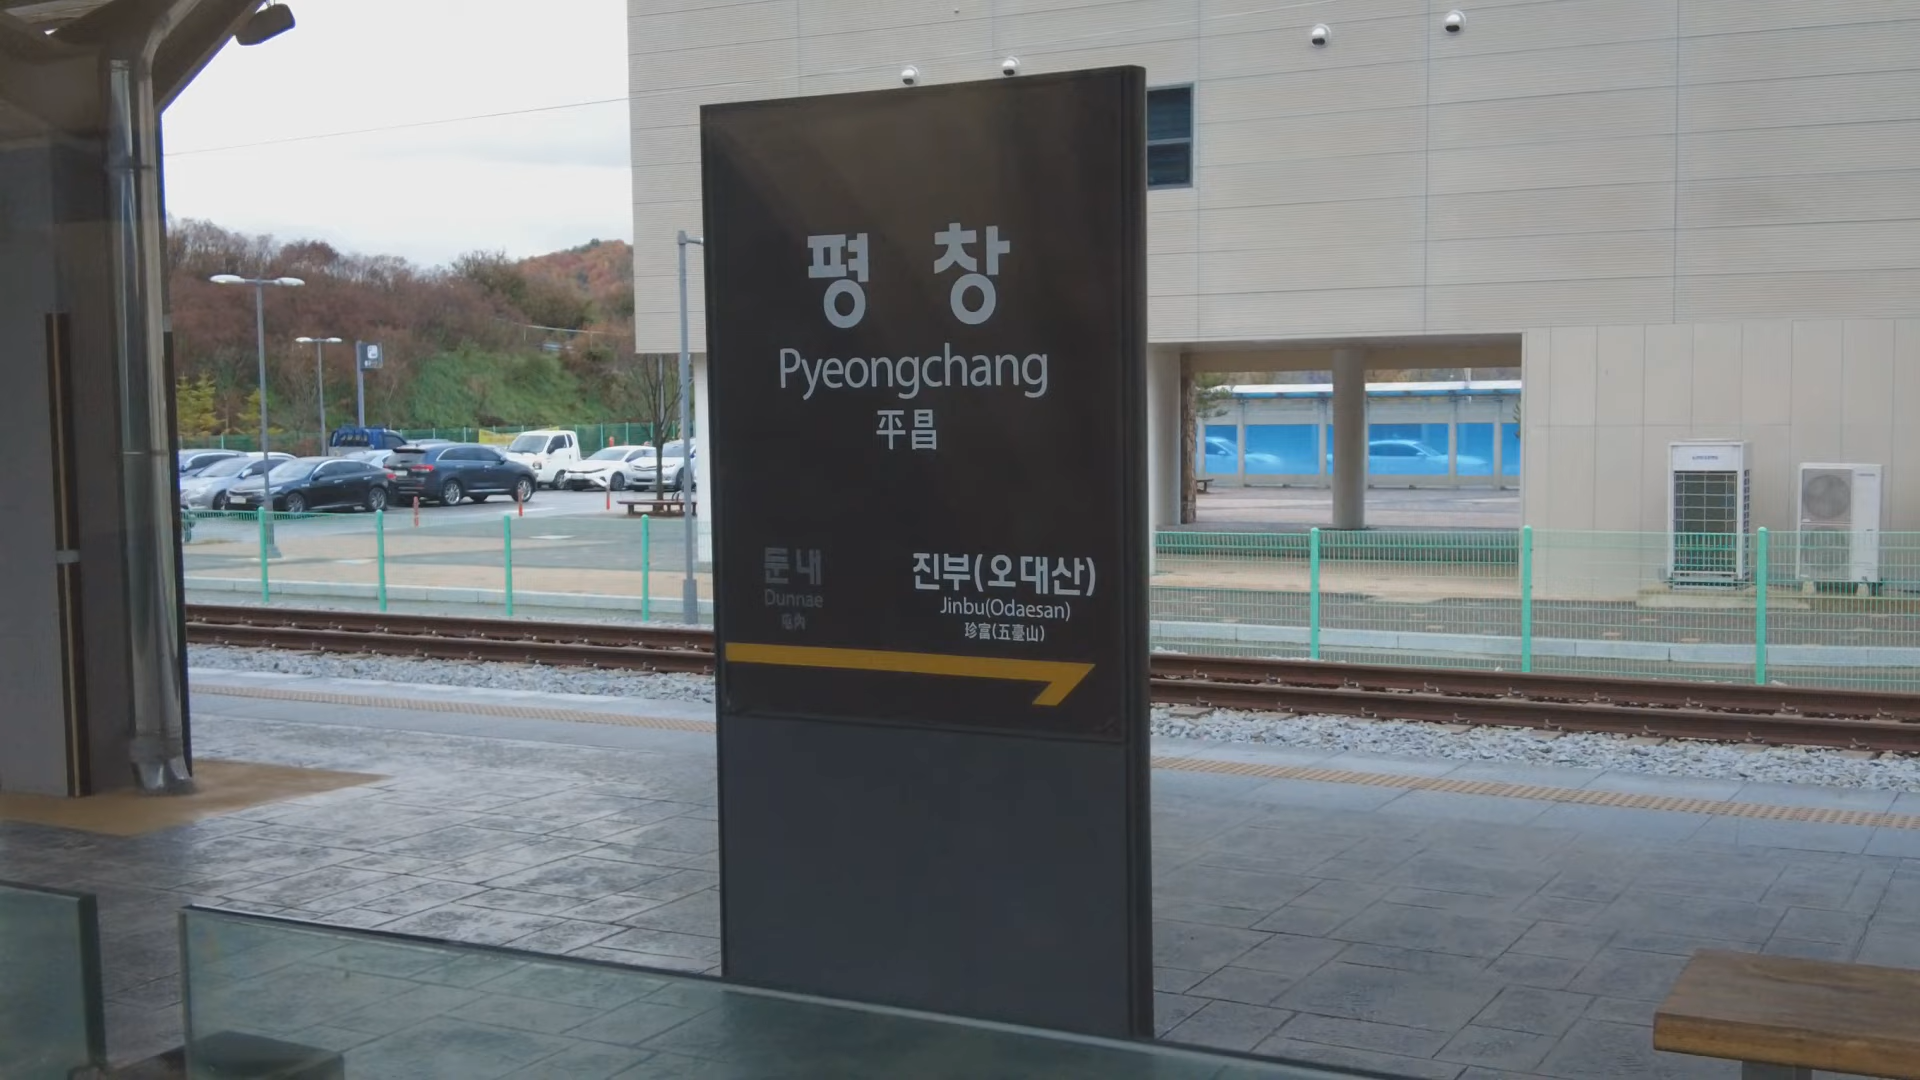 평창
Pyeongchang
平昌
둔내
Dunnae
屯內
진부(오대산)
Jinbu(Odaesan)
珍富(五臺山)